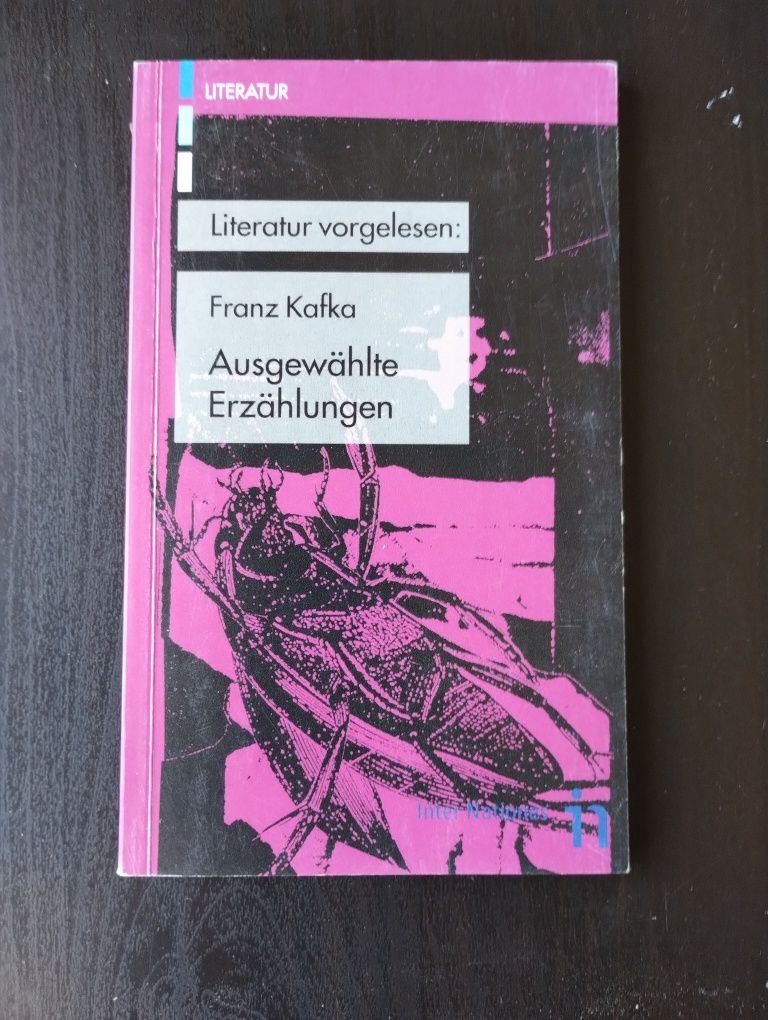 LITERATUR
Literatur vorgelesen:
Franz Kafka
Ausgewählte
Erzählungen
Inter Nationes in